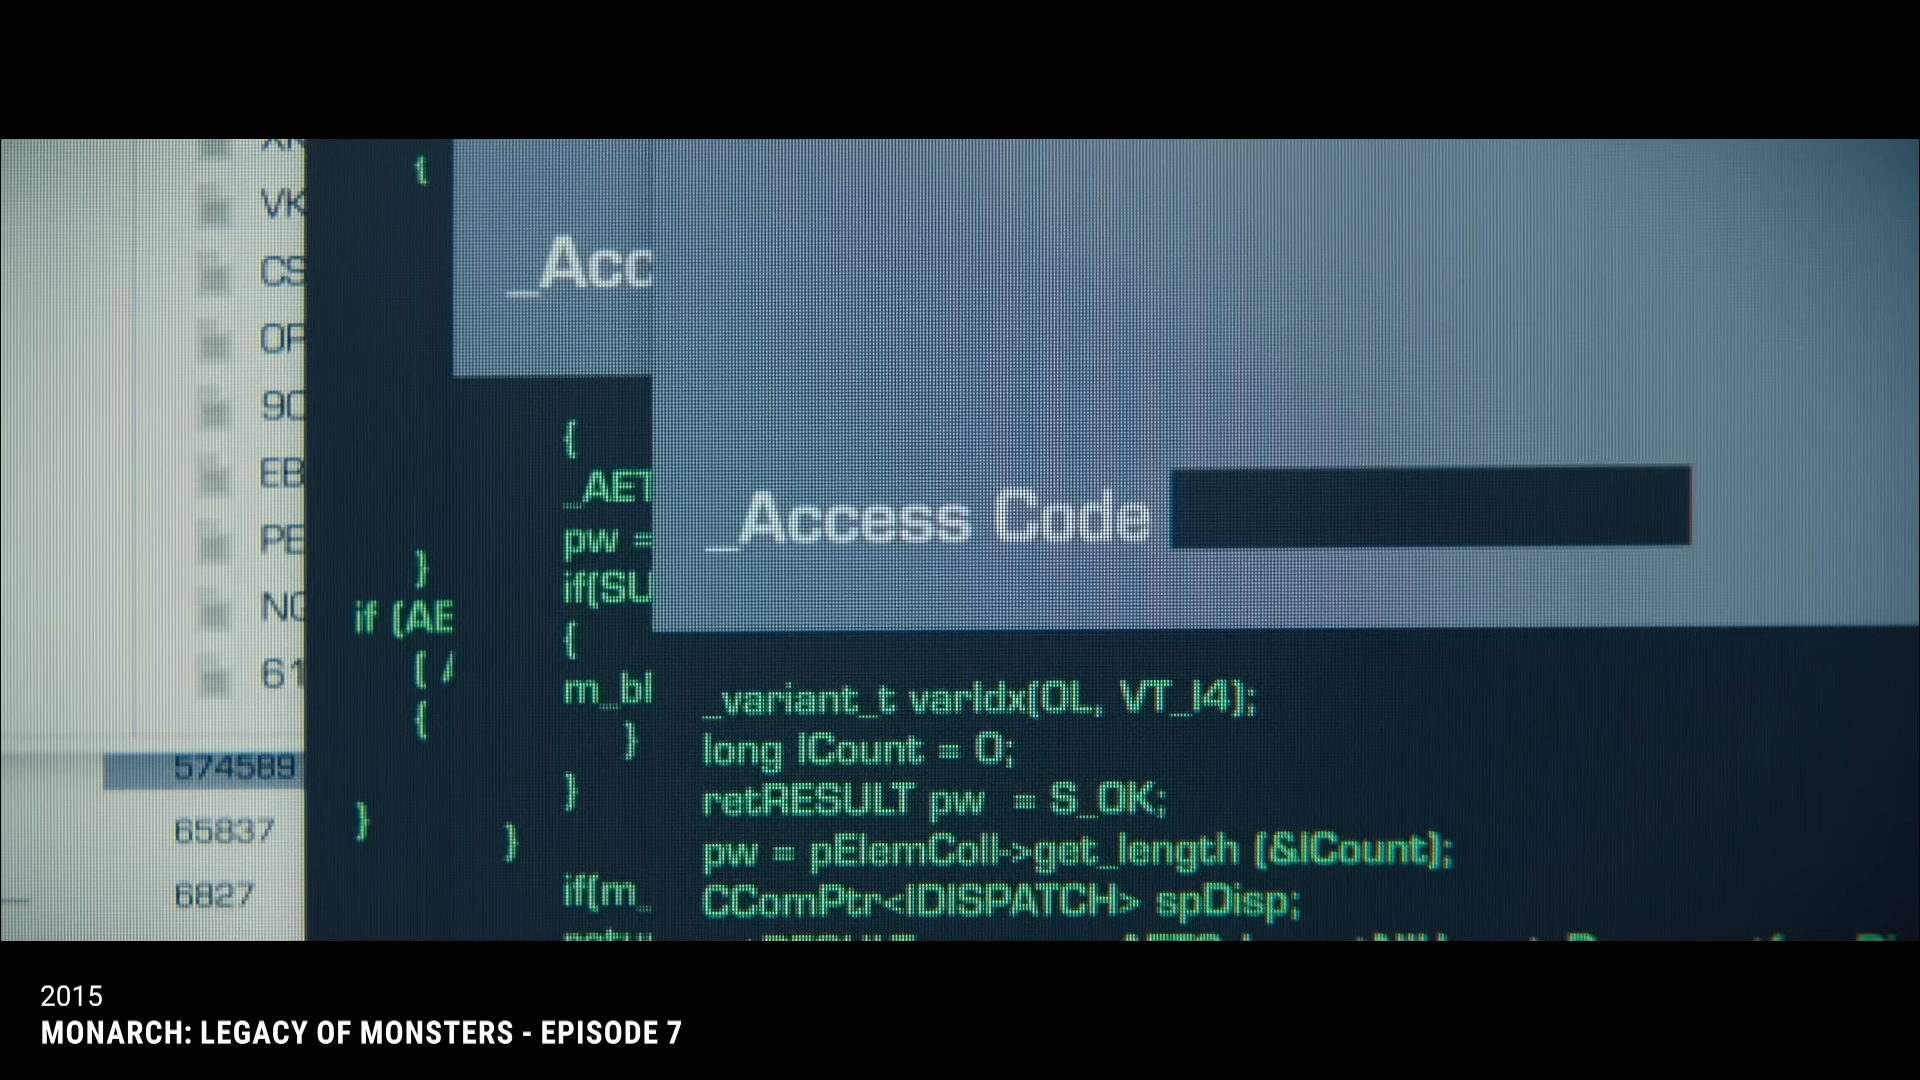 VK
CS
OP
90
EB
PE
61
574589
65837
6827
{
_Acc
{
_AET
pw =
if(SU
{
m_bl
}
}
}
if (AE
{
}
}
if(m_
_Access Code
_variant_t varIdx(0L, VT_I4);
long lCount = 0;
retRESULT pw = S_OK;
pw = pElemColl->get_length (&lCount);
CComPtr<IDISPATCH> spDisp;
2015
MONARCH: LEGACY OF MONSTERS - EPISODE 7